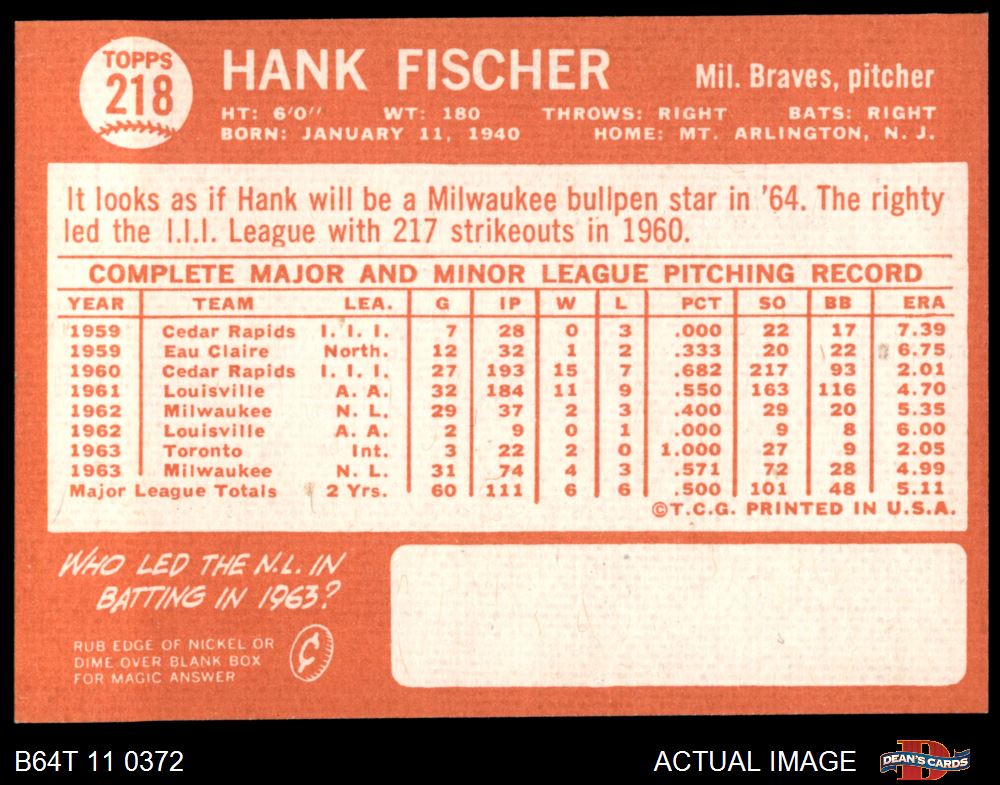 TOPPS
218
HANK FISCHER
Mil. Braves, pitcher
HT: 6'0" WT: 180 THROWS: RIGHT BATS: RIGHT
BORN: JANUARY 11, 1940 HOME: MT. ARLINGTON, N. J.
It looks as if Hank will be a Milwaukee bullpen star in '64. The righty
led the I.I.I. League with 217 strikeouts in 1960.
COMPLETE MAJOR AND MINOR LEAGUE PITCHING RECORD
YEAR TEAM LEA. G IP W L PCT SO BB ERA
1959 Cedar Rapids I. I. I. 7 28 0 3 .000 22 17 7.39
1959 Eau Claire North. 12 32 1 2 .333 20 22 6.75
1960 Cedar Rapids I. I. I. 27 193 15 7 .682 217 93 2.01
1961 Louisville A. A. 32 184 11 9 .550 163 116 4.70
1962 Milwaukee N. L. 29 37 2 3 .400 29 20 5.35
1962 Louisville A. A. 2 9 0 1 .000 9 8 6.00
1963 Toronto Int. 3 22 2 0 1.000 27 9 2.05
1963 Milwaukee N. L. 31 74 4 3 .571 72 28 4.99
Major League Totals 2 Yrs. 60 111 6 6 .500 101 48 5.11
©T.C.G. PRINTED IN U.S.A.
WHO LED THE N.L. IN
BATTING IN 1963?
RUB EDGE OF NICKEL OR
DIME OVER BLANK BOX
FOR MAGIC ANSWER
¢
B64T 11 0372
ACTUAL IMAGE
D
DEAN'S CARDS